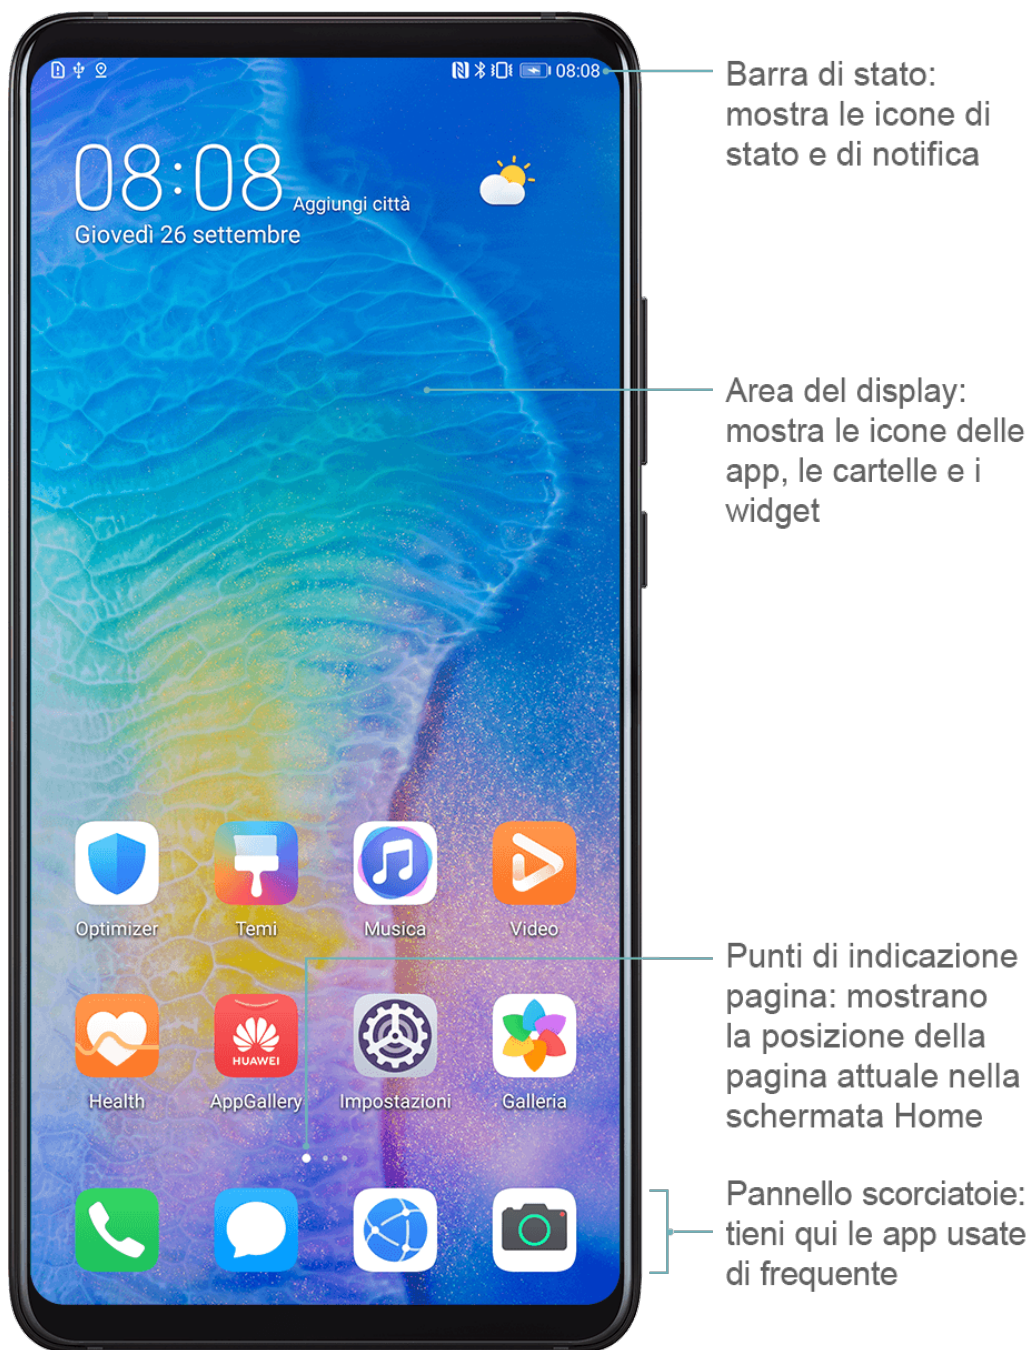 08:08
Barra di stato:
mostra le icone di
stato e di notifica
08:08 Aggiungi città
Giovedì 26 settembre
Area del display:
mostra le icone delle
app, le cartelle e i
widget
Optimizer Temi Musica Video
Punti di indicazione
pagina: mostrano
la posizione della
pagina attuale nella
schermata Home
HUAWEI
Health AppGallery Impostazioni Galleria
Pannello scorciatoie:
tieni qui le app usate
di frequente